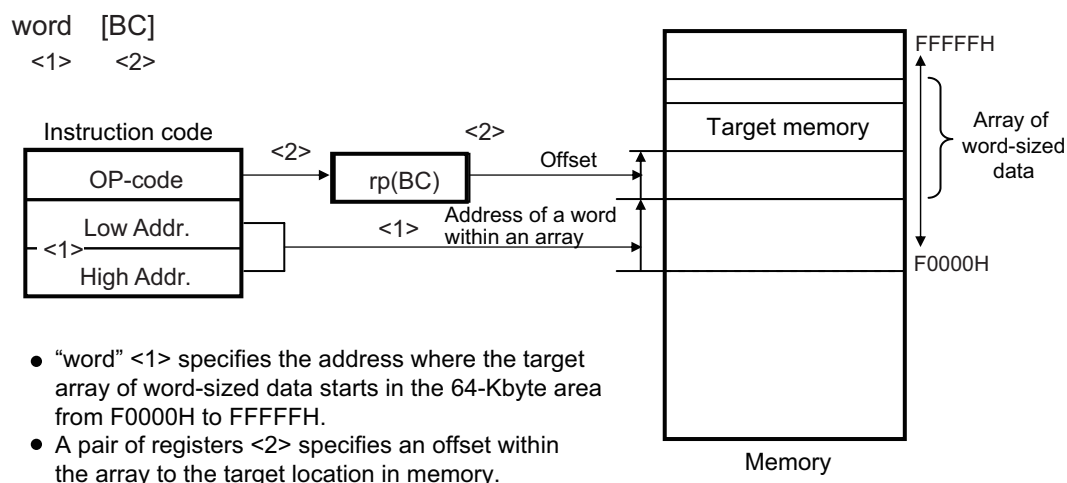 word [BC]
<1> <2>
Instruction code
OP-code
Low Addr.
<1>
High Addr.
<2>
rp(BC)
<2>
Offset
<1>
Address of a word
within an array
Target memory
FFFFFH
Array of
word-sized
data
F0000H
Memory
● “word” <1> specifies the address where the target
array of word-sized data starts in the 64-Kbyte area
from F0000H to FFFFFH.
● A pair of registers <2> specifies an offset within
the array to the target location in memory.